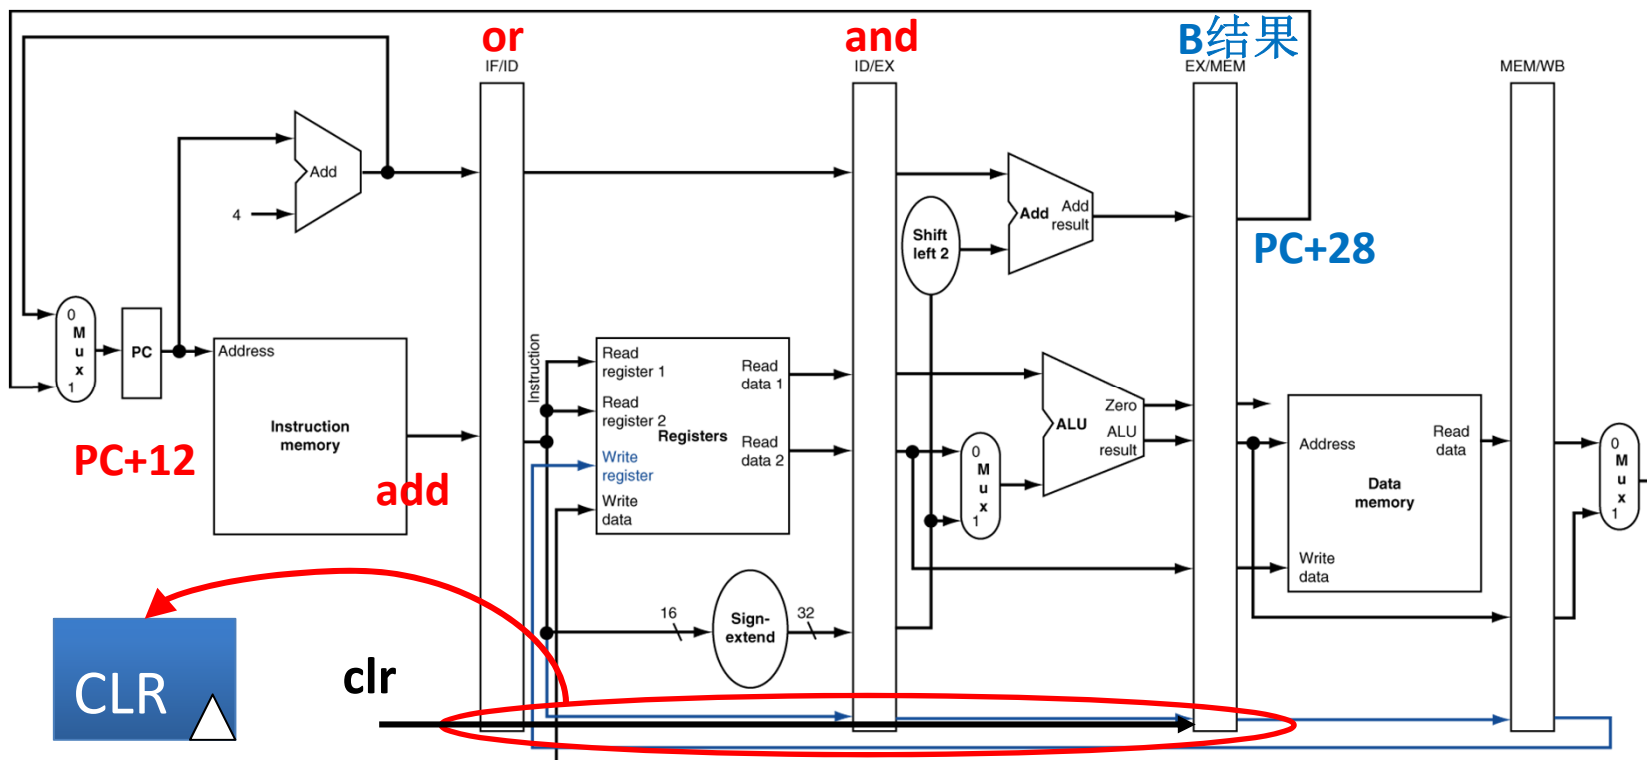 or
and
B结果
IF/ID
ID/EX
EX/MEM
MEM/WB
Add
4
Add
Add
result
Shift
left 2
PC+28
0
M
u
x
1
PC
Address
Instruction
memory
PC+12
add
Instruction
Read
register 1
Read
register 2
Registers
Write
register
Write
data
Read
data 1
Read
data 2
0
M
u
x
1
Zero
ALU
ALU
result
Address
Read
data
Data
memory
Write
data
0
M
u
x
1
16
Sign-
extend
32
clr
CLR